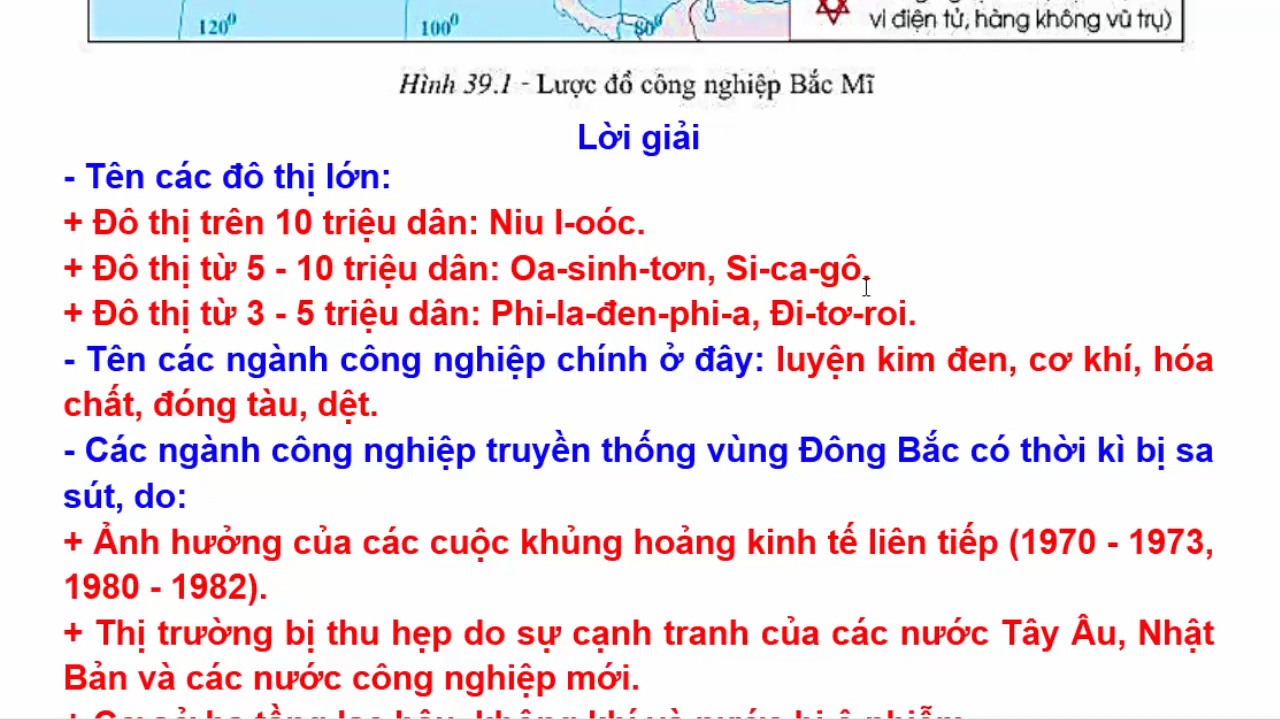 120⁰ 100⁰ 80⁰
vi điện tử, hàng không vũ trụ)
Hình 39.1 - Lược đồ công nghiệp Bắc Mĩ
Lời giải
- Tên các đô thị lớn:
+ Đô thị trên 10 triệu dân: Niu I-oóc.
+ Đô thị từ 5 - 10 triệu dân: Oa-sinh-tơn, Si-ca-gô.
+ Đô thị từ 3 - 5 triệu dân: Phi-la-đen-phi-a, Đi-tơ-roi.
- Tên các ngành công nghiệp chính ở đây: luyện kim đen, cơ khí, hóa
chất, đóng tàu, dệt.
- Các ngành công nghiệp truyền thống vùng Đông Bắc có thời kì bị sa
sút, do:
+ Ảnh hưởng của các cuộc khủng hoảng kinh tế liên tiếp (1970 - 1973,
1980 - 1982).
+ Thị trường bị thu hẹp do sự cạnh tranh của các nước Tây Âu, Nhật
Bản và các nước công nghiệp mới.